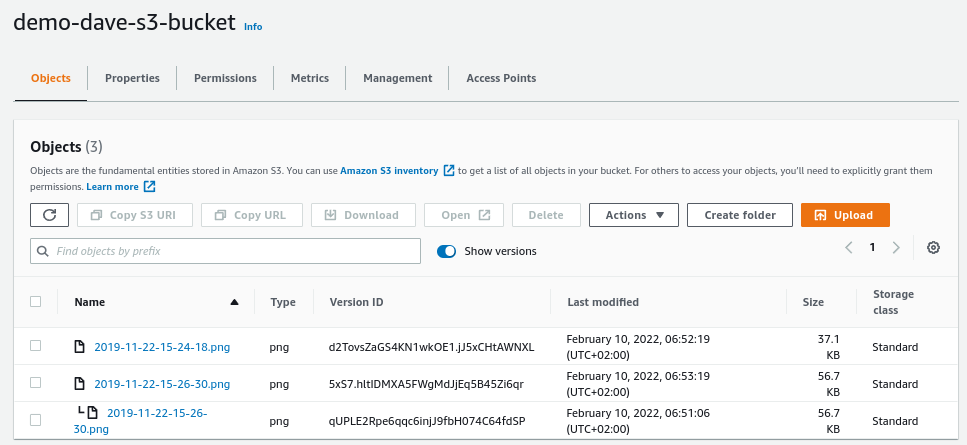 demo-dave-s3-bucket Info
Objects Properties Permissions Metrics Management Access Points
Objects (3)
Objects are the fundamental entities stored in Amazon S3. You can use Amazon S3 inventory to get a list of all objects in your bucket. For others to access your objects, you'll need to explicitly grant them
permissions. Learn more
Copy S3 URI Copy URL Download Open Delete Actions Create folder Upload
Find objects by prefix Show versions 1
Name Type Version ID Last modified Size Storage
class
2019-11-22-15-24-18.png png d2TovsZaGS4KN1wkOE1.jJ5xCHtAWNXL February 10, 2022, 06:52:19 37.1
(UTC+02:00) KB Standard
2019-11-22-15-26-30.png png 5xS7.hltIDMXA5FWgMdJjEq5B45Zi6qr February 10, 2022, 06:53:19 56.7
(UTC+02:00) KB Standard
2019-11-22-15-26- February 10, 2022, 06:51:06 56.7
30.png png qUPLE2Rpe6qqc6injJ9fbH074C64fdSP (UTC+02:00) KB Standard